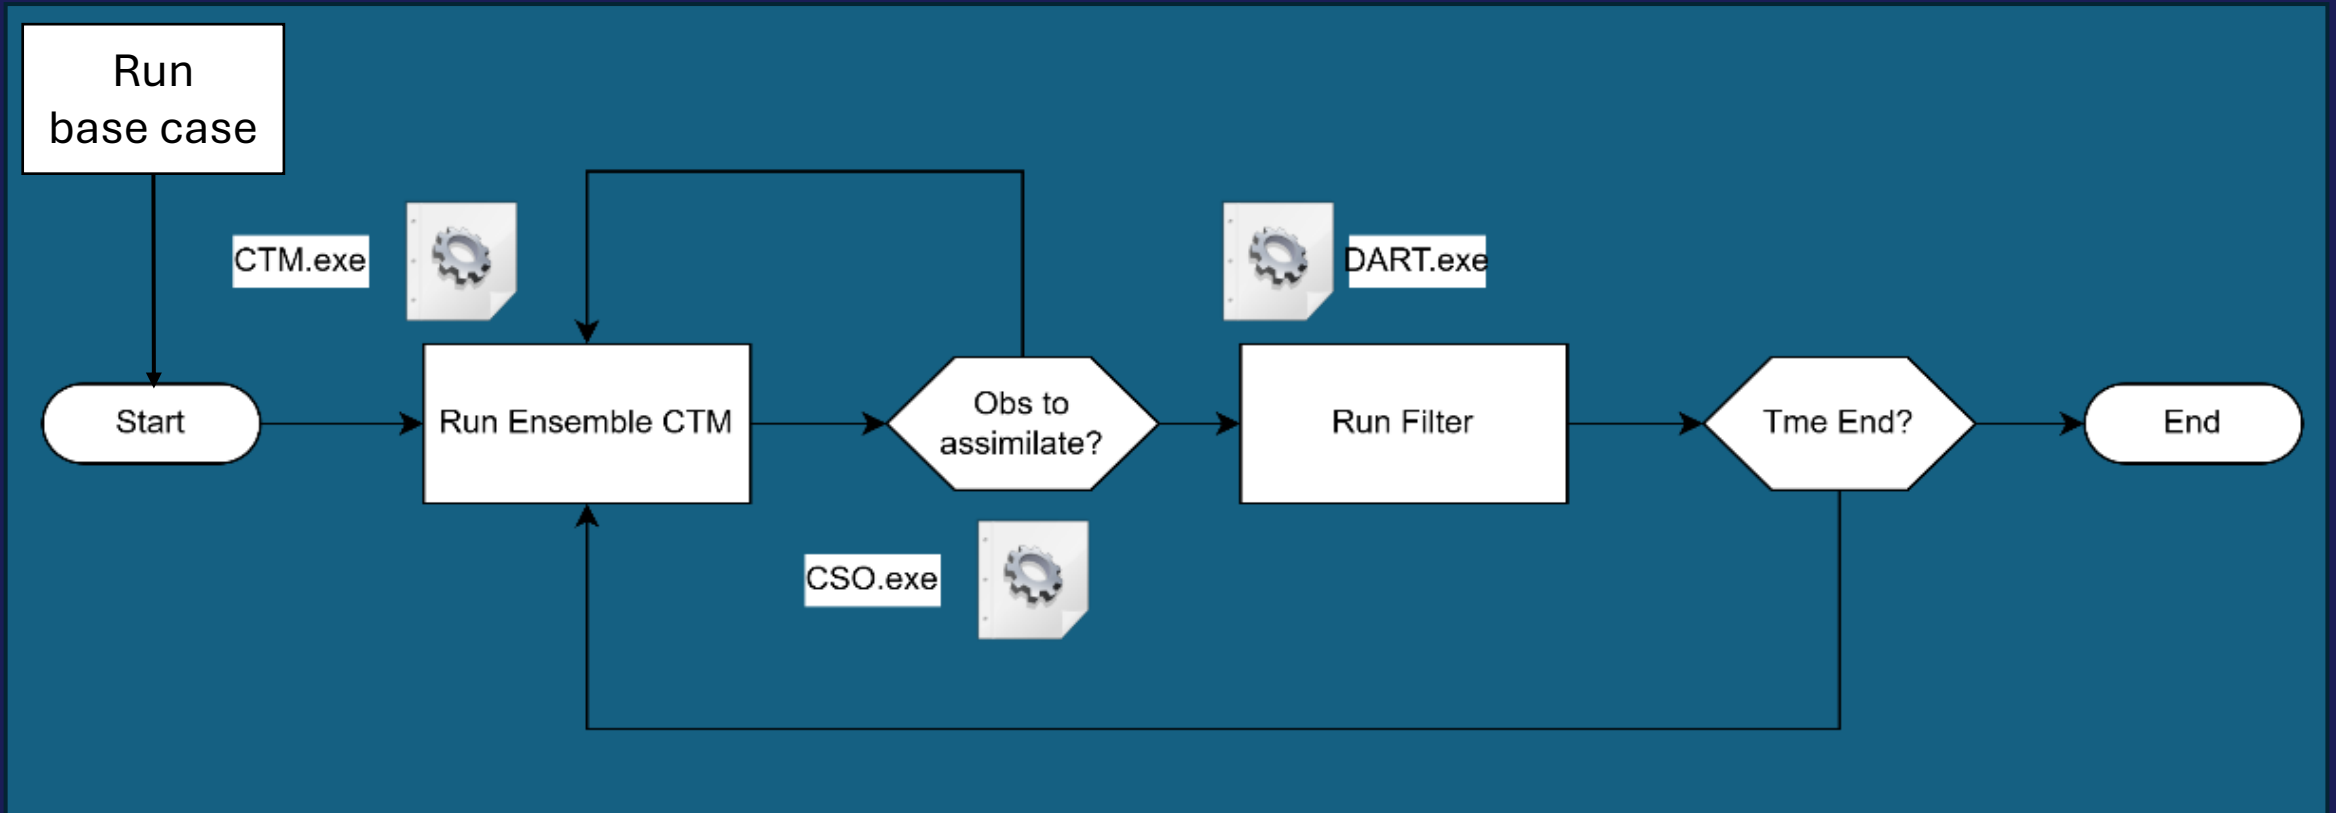 Run
base case
CTM.exe
DART.exe
Start
Run Ensemble CTM
Obs to
assimilate?
Run Filter
Tme End?
End
CSO.exe